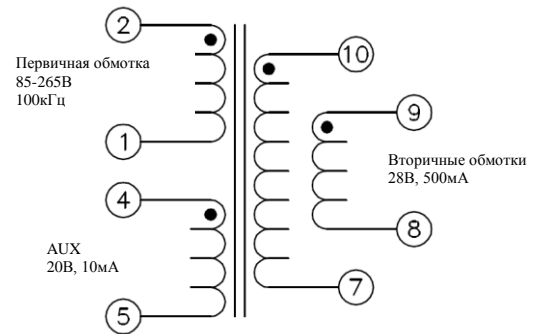 2
Первичная обмотка
85-265В
100кГц
1
4
AUX
20В, 10мА
5
10
9
Вторичные обмотки
28В, 500мА
8
7